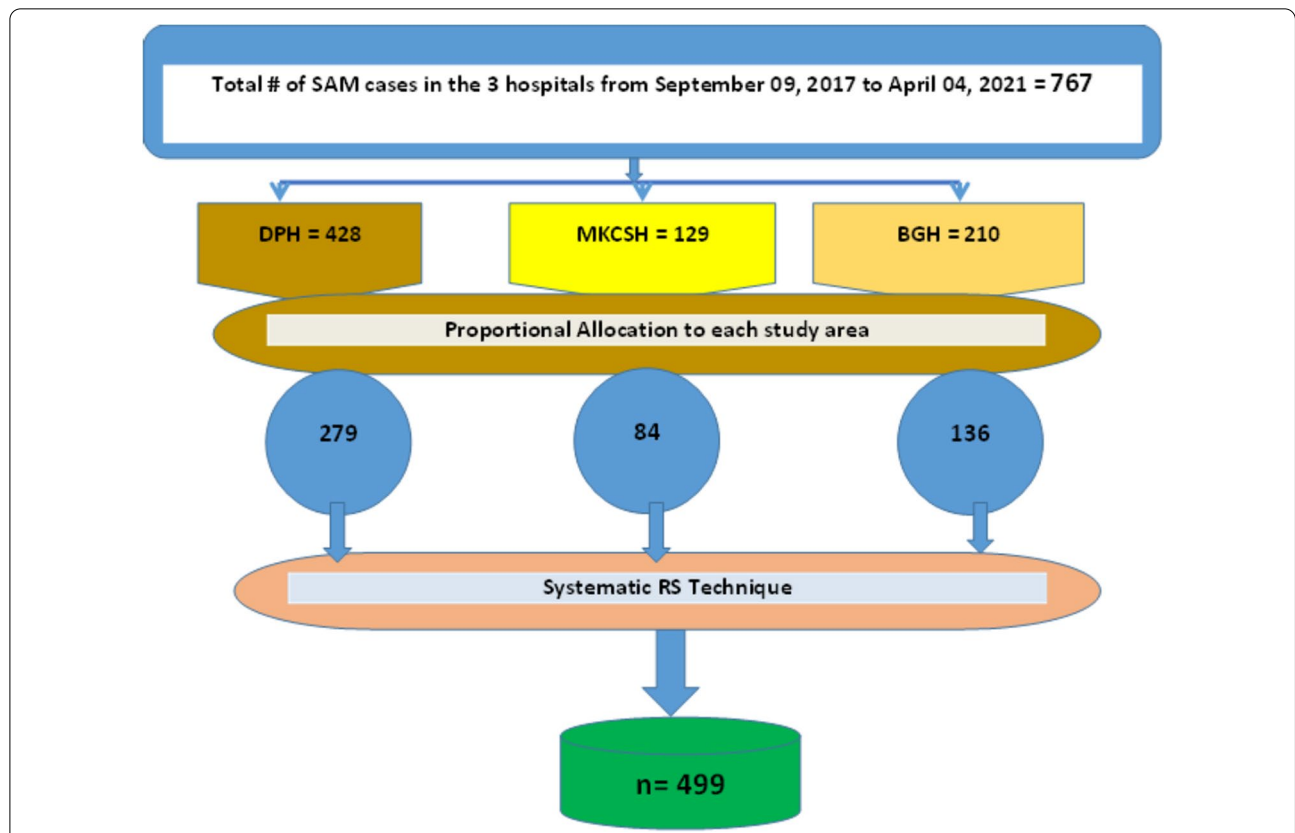 Total # of SAM cases in the 3 hospitals from September 09, 2017 to April 04, 2021 = 767
DPH = 428
MKCSH = 129
BGH = 210
Proportional Allocation to each study area
279
84
136
Systematic RS Technique
n= 499